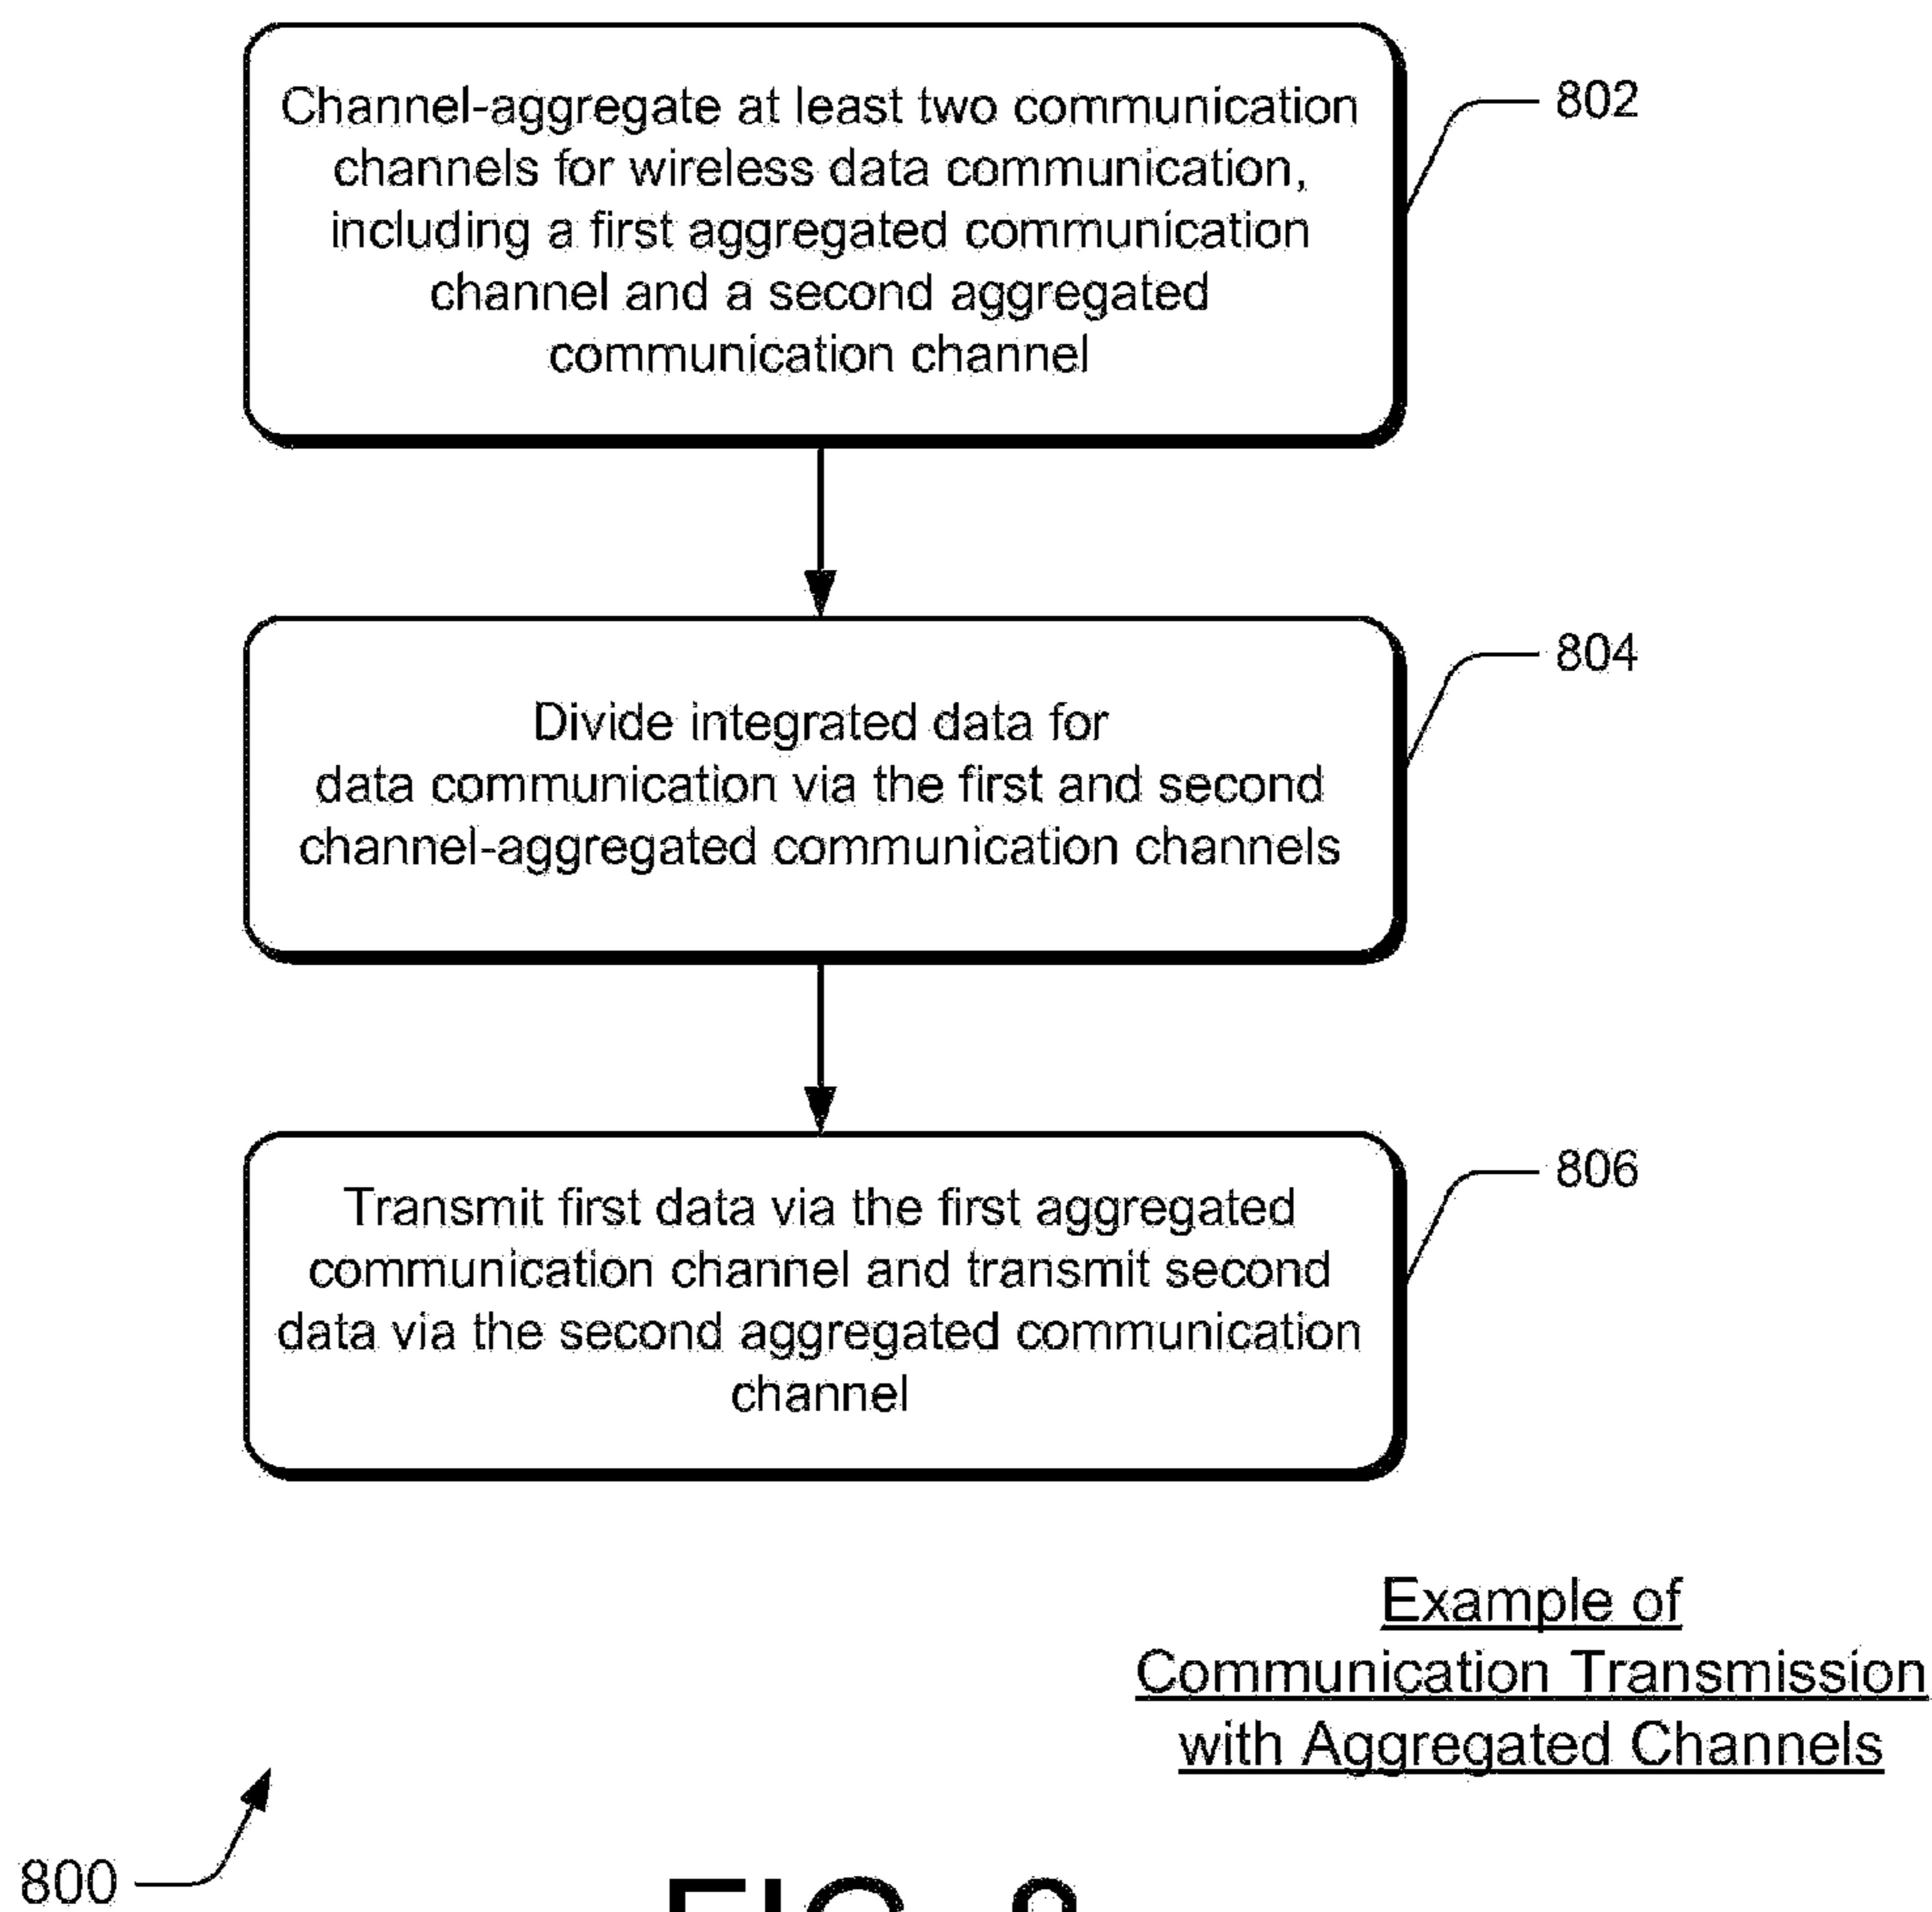 Channel-aggregate at least two communication
channels for wireless data communication,
including a first aggregated communication
channel and a second aggregated
communication channel
802
Divide integrated data for
data communication via the first and second
channel-aggregated communication channels
804
Transmit first data via the first aggregated
communication channel and transmit second
data via the second aggregated communication
channel
806
Example of
Communication Transmission
with Aggregated Channels
800
FIG. 8